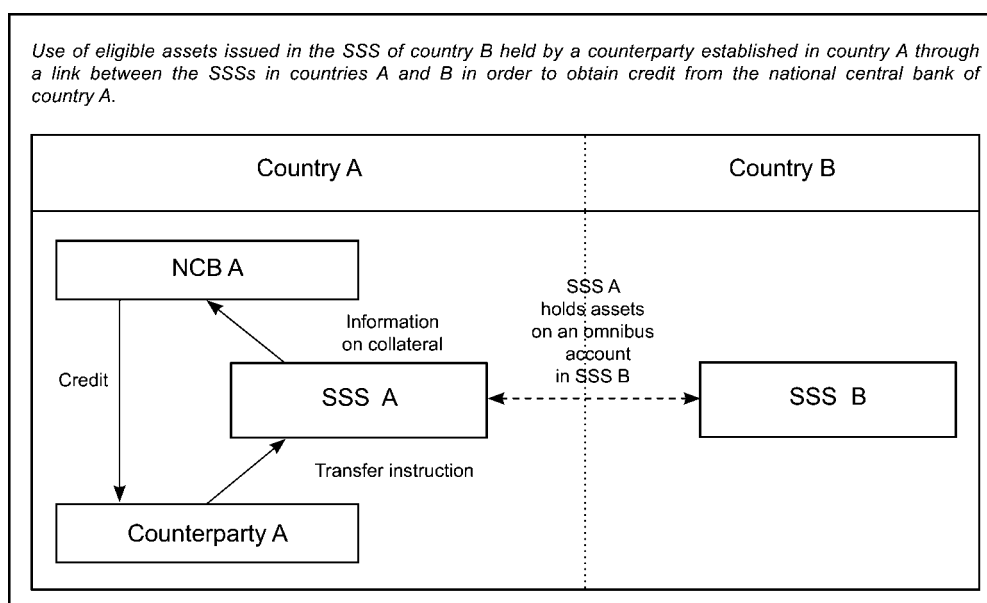 Use of eligible assets issued in the SSS of country B held by a counterparty established in country A through
a link between the SSSs in countries A and B in order to obtain credit from the national central bank of
country A.
Country A
Country B
NCB A
SSS A
holds assets
on an omnibus
account
in SSS B
Information
on collateral
Credit
SSS A
SSS B
Transfer instruction
Counterparty A